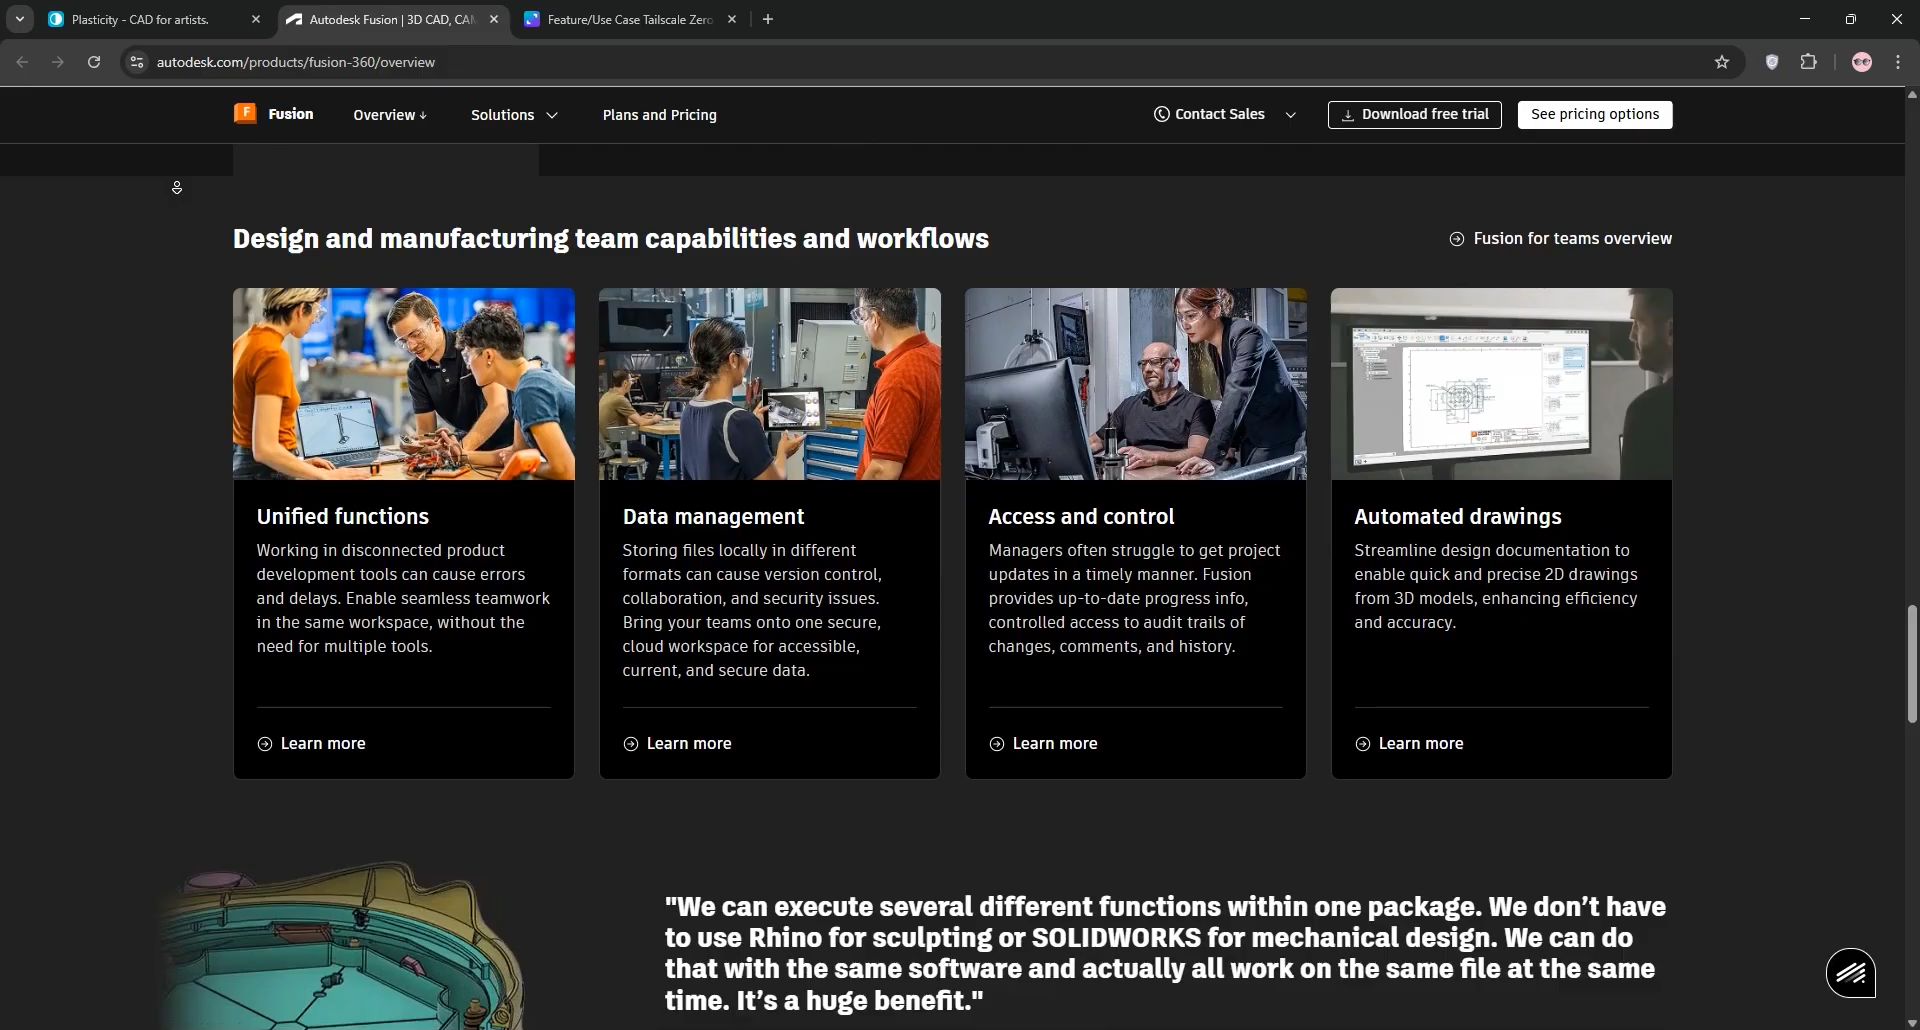 Plasticity - CAD for artists.
Autodesk Fusion | 3D CAD, CAM
Feature/Use Case Tailscale Zero
autodesk.com/products/fusion-360/overview
F Fusion
Overview ↓
Solutions
Plans and Pricing
Contact Sales
Download free trial
See pricing options
Design and manufacturing team capabilities and workflows
Fusion for teams overview
Unified functions
Working in disconnected product
development tools can cause errors
and delays. Enable seamless teamwork
in the same workspace, without the
need for multiple tools.
Learn more
Data management
Storing files locally in different
formats can cause version control,
collaboration, and security issues.
Bring your teams onto one secure,
cloud workspace for accessible,
current, and secure data.
Learn more
Access and control
Managers often struggle to get project
updates in a timely manner. Fusion
provides up-to-date progress info,
controlled access to audit trails of
changes, comments, and history.
Learn more
Automated drawings
Streamline design documentation to
enable quick and precise 2D drawings
from 3D models, enhancing efficiency
and accuracy.
Learn more
"We can execute several different functions within one package. We don’t have
to use Rhino for sculpting or SOLIDWORKS for mechanical design. We can do
that with the same software and actually all work on the same file at the same
time. It’s a huge benefit."